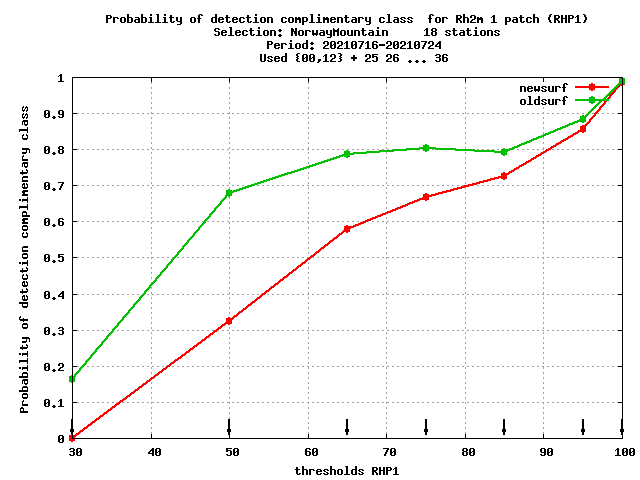 Probability of detection complimentary class  for Rh2m 1 patch (RHP1)
Selection: NorwayMountain     18 stations
Period: 20210716-20210724
Used {00,12} + 25 26 ... 36
newsurf
oldsurf
Probability of detection complimentary class
1
0.9
0.8
0.7
0.6
0.5
0.4
0.3
0.2
0.1
0
30 40 50 60 70 80 90 100
thresholds RHP1